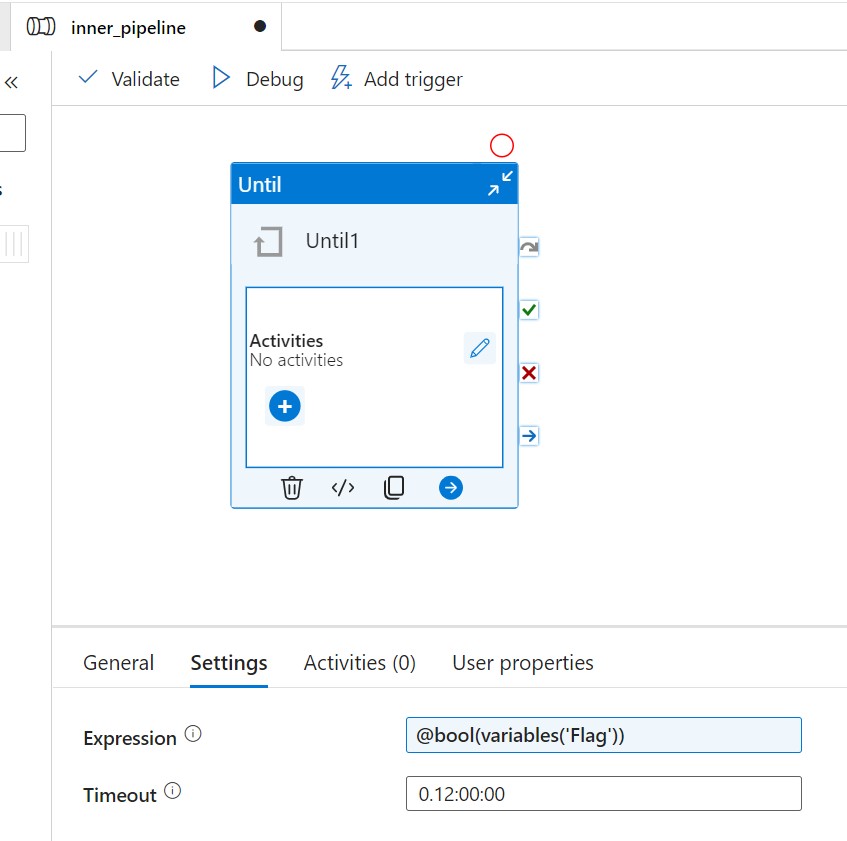 inner_pipeline
Validate Debug Add trigger
Until
Until1
Activities
No activities
General Settings Activities (0) User properties
Expression @bool(variables('Flag'))
Timeout 0.12:00:00